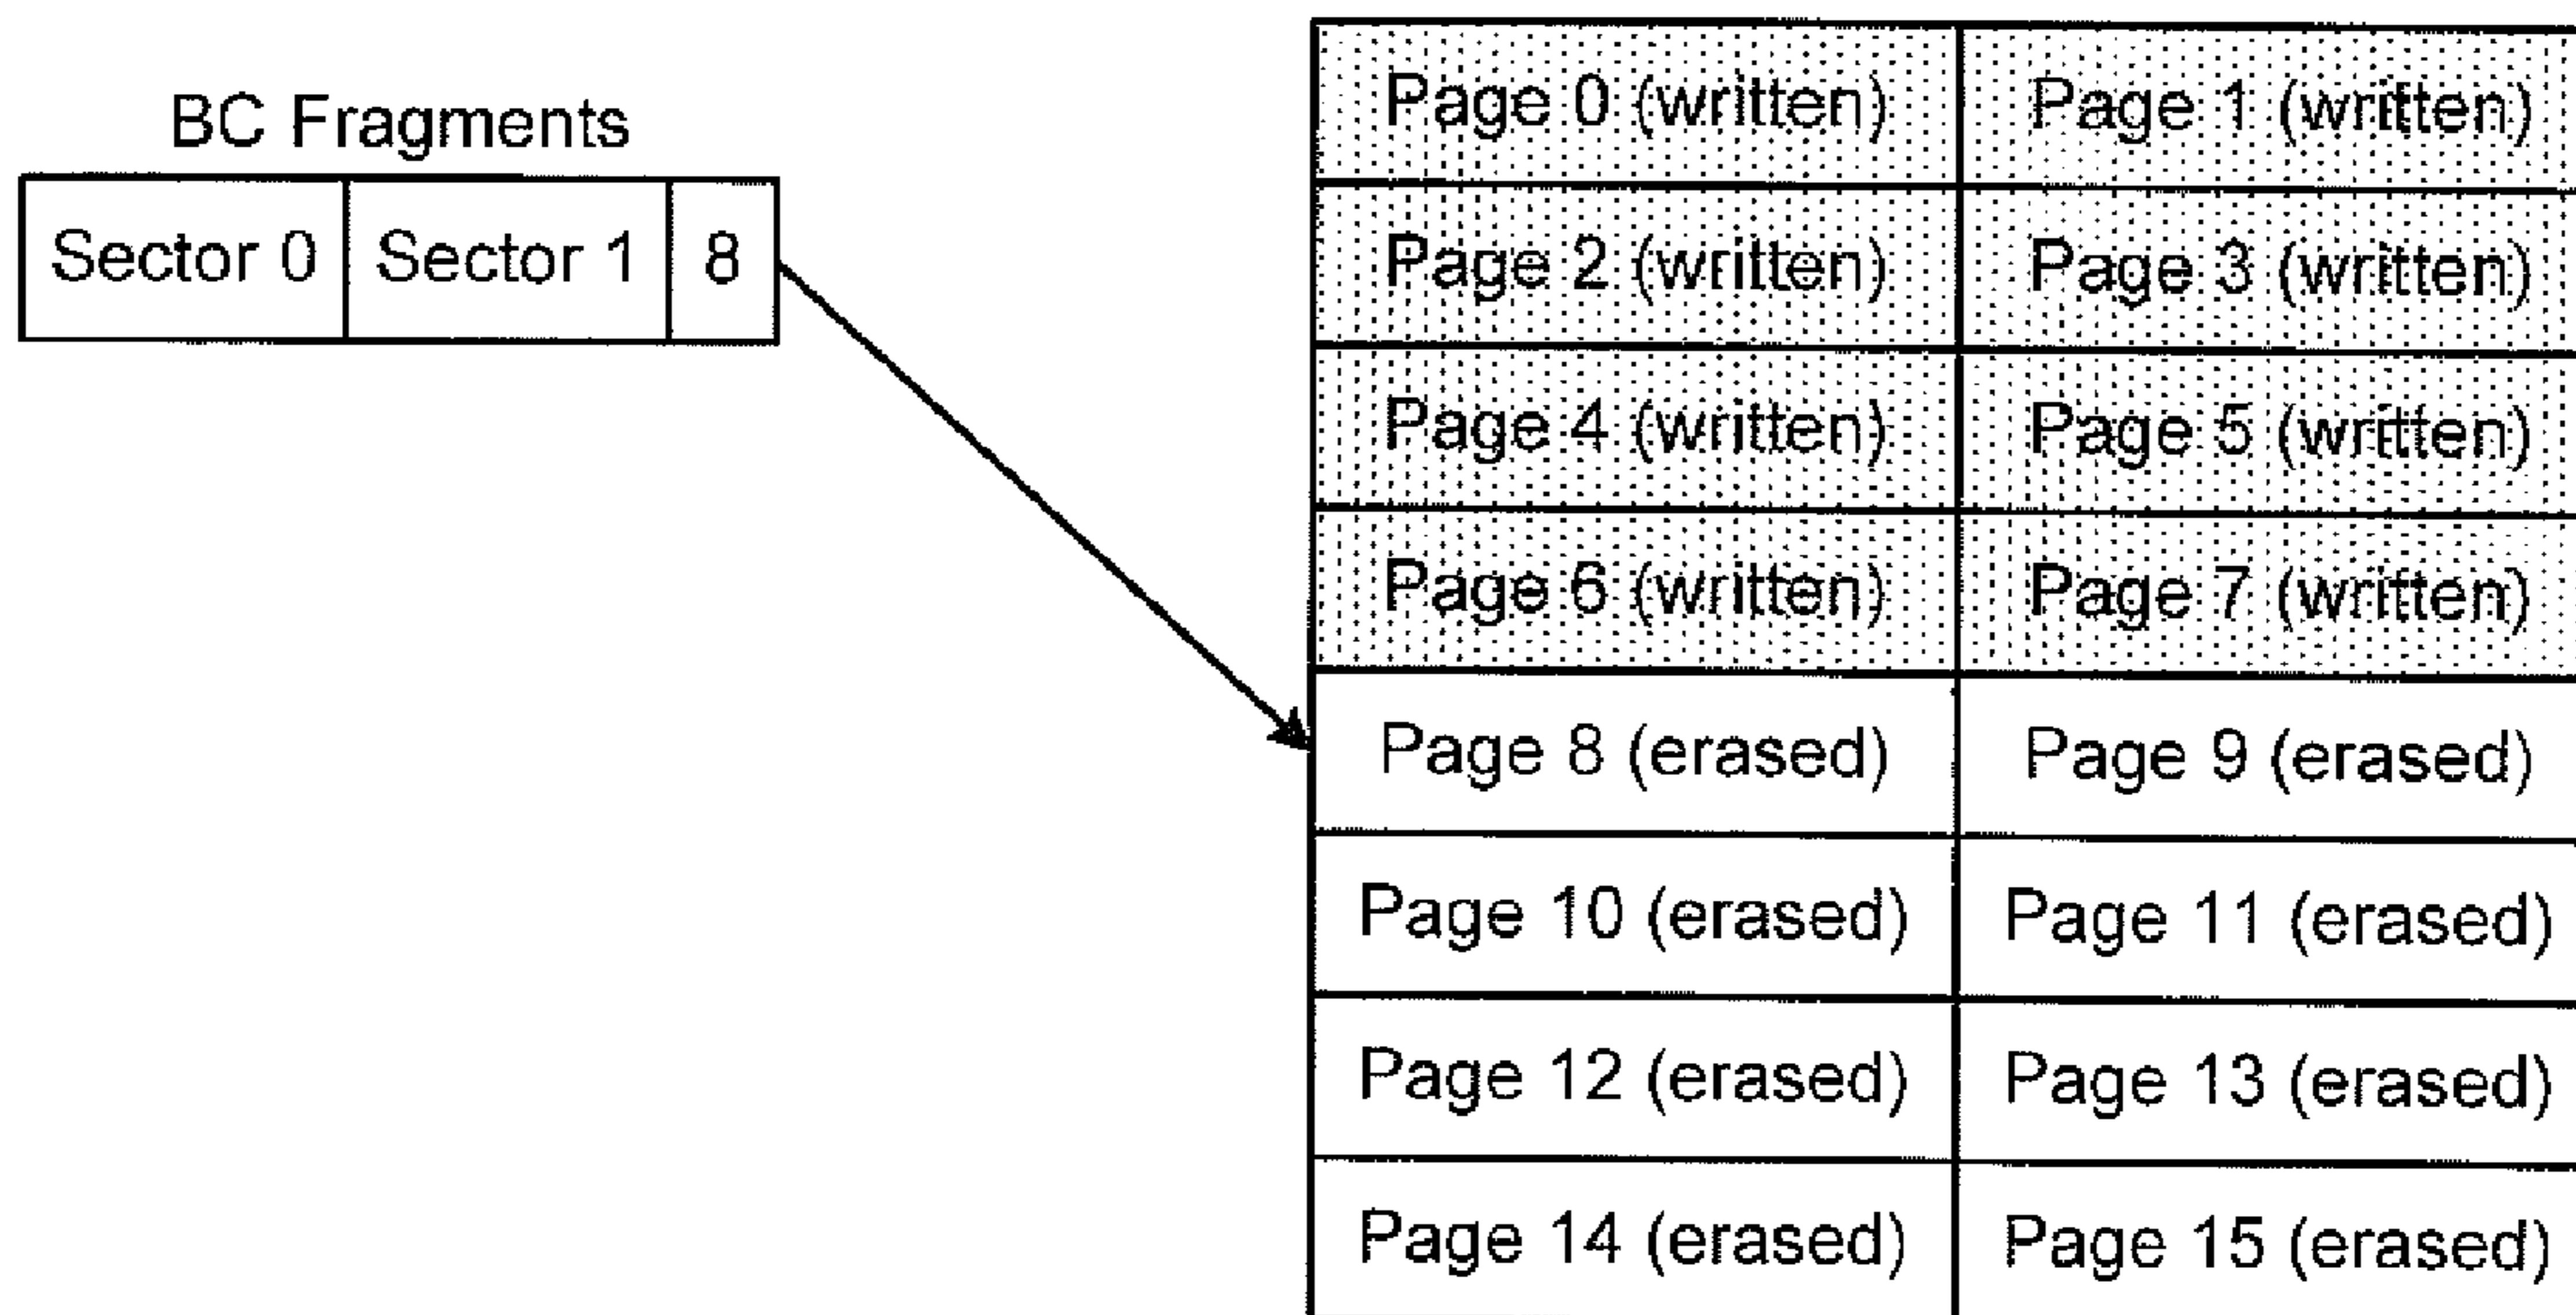 BC Fragments
Sector 0 Sector 1 8
Page 0 (written) Page 1 (written)
Page 2 (written) Page 3 (written)
Page 4 (written) Page 5 (written)
Page 6 (written) Page 7 (written)
Page 8 (erased) Page 9 (erased)
Page 10 (erased) Page 11 (erased)
Page 12 (erased) Page 13 (erased)
Page 14 (erased) Page 15 (erased)